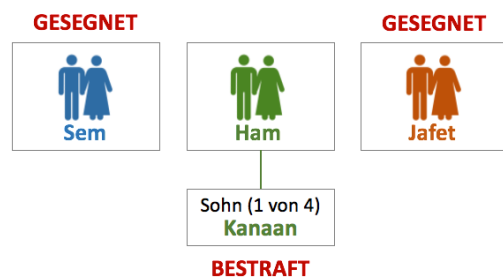 GESEGNET
GESEGNET
Sem
Ham
Jafet
Sohn (1 von 4)
Kanaan
BESTRAFT